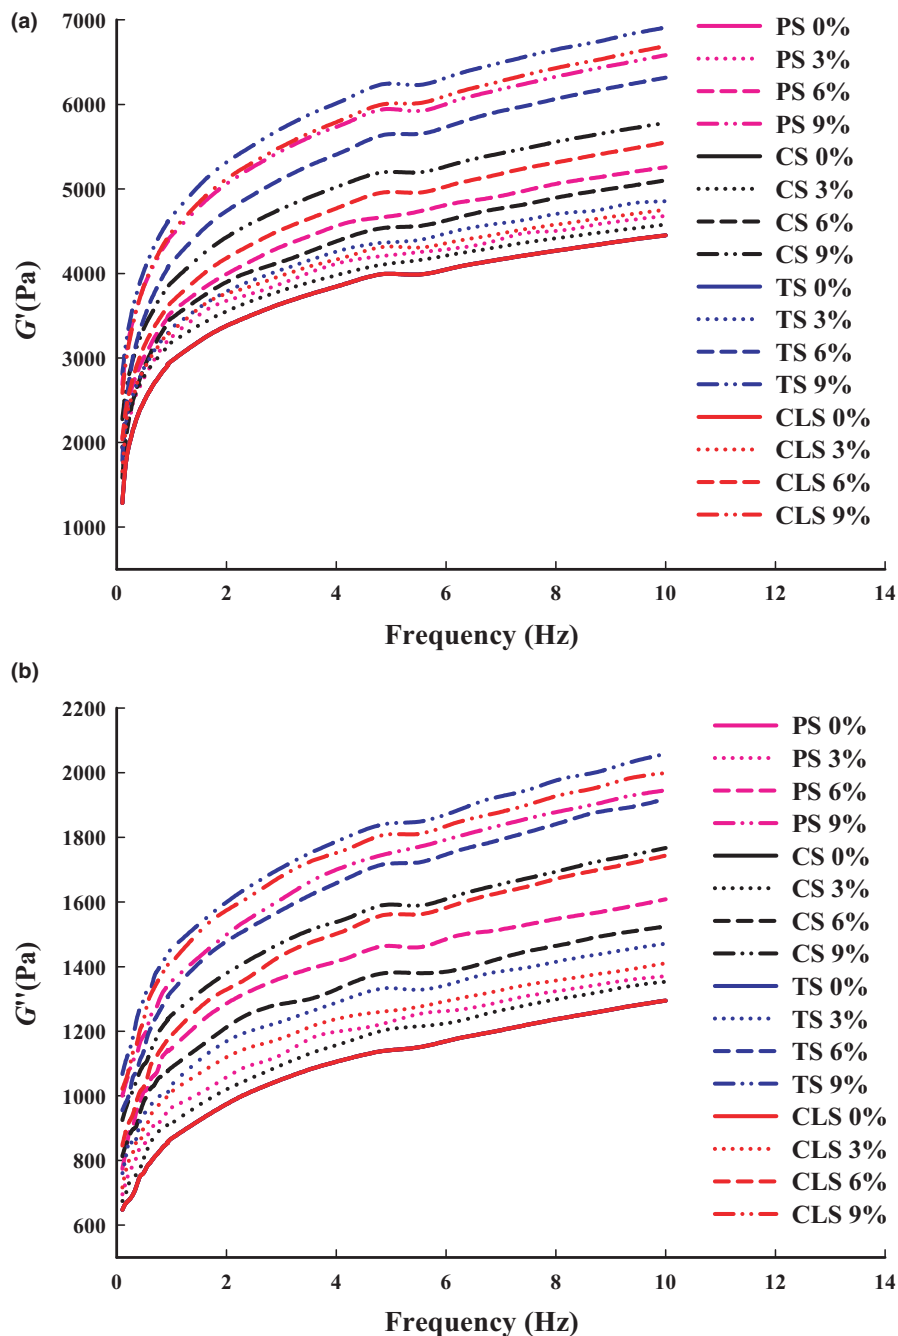 (a)
7000
6000
5000
4000
3000
2000
1000
G'(Pa)
0 2 4 6 8 10 12 14
Frequency (Hz)
PS 0%
PS 3%
PS 6%
PS 9%
CS 0%
CS 3%
CS 6%
CS 9%
TS 0%
TS 3%
TS 6%
TS 9%
CLS 0%
CLS 3%
CLS 6%
CLS 9%
(b)
2200
2000
1800
1600
1400
1200
1000
800
600
G''(Pa)
0 2 4 6 8 10 12 14
Frequency (Hz)
PS 0%
PS 3%
PS 6%
PS 9%
CS 0%
CS 3%
CS 6%
CS 9%
TS 0%
TS 3%
TS 6%
TS 9%
CLS 0%
CLS 3%
CLS 6%
CLS 9%